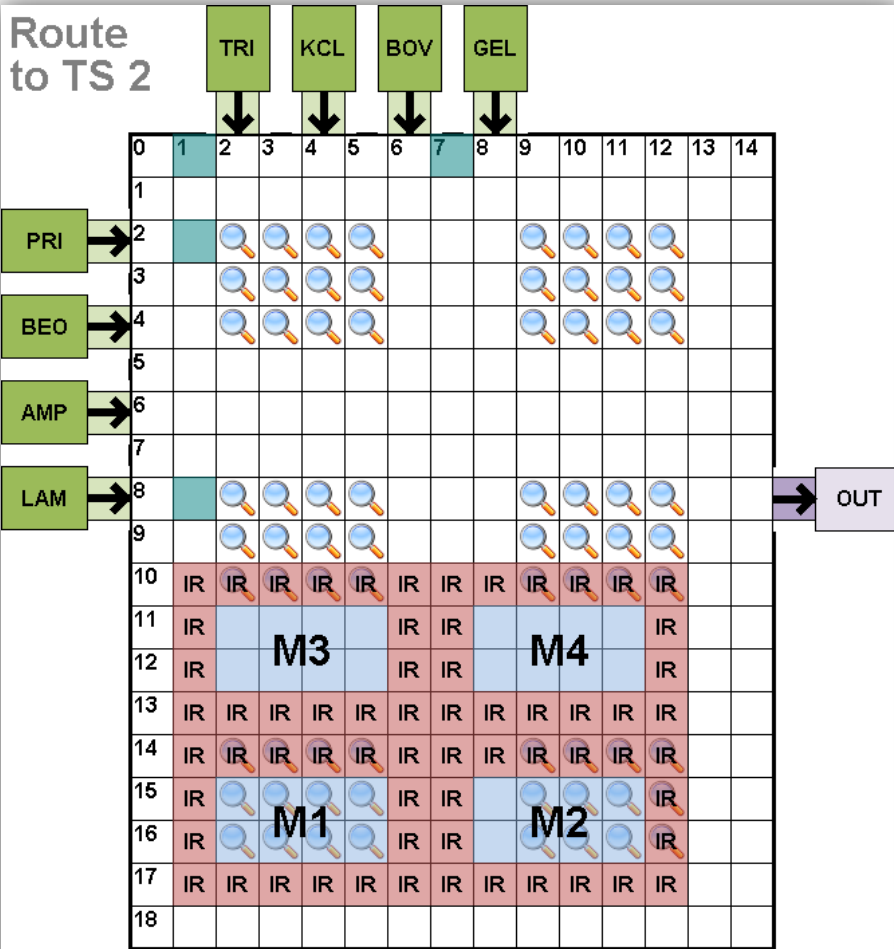 Route
to TS 2
TRI KCL BOV GEL
0 1 2 3 4 5 6 7 8 9 10 11 12 13 14
1
PRI 2
3
BEO 4
5
AMP 6
7
LAM 8 OUT
9
10 IR IR IR IR IR IR IR IR IR IR IR IR
11 IR IR IR IR
M3 M4
12 IR IR IR IR
13 IR IR IR IR IR IR IR IR IR IR IR IR
14 IR IR IR IR IR IR IR IR IR IR IR IR
15 IR IR IR IR
M1 M2
16 IR IR IR IR
17 IR IR IR IR IR IR IR IR IR IR IR IR
18